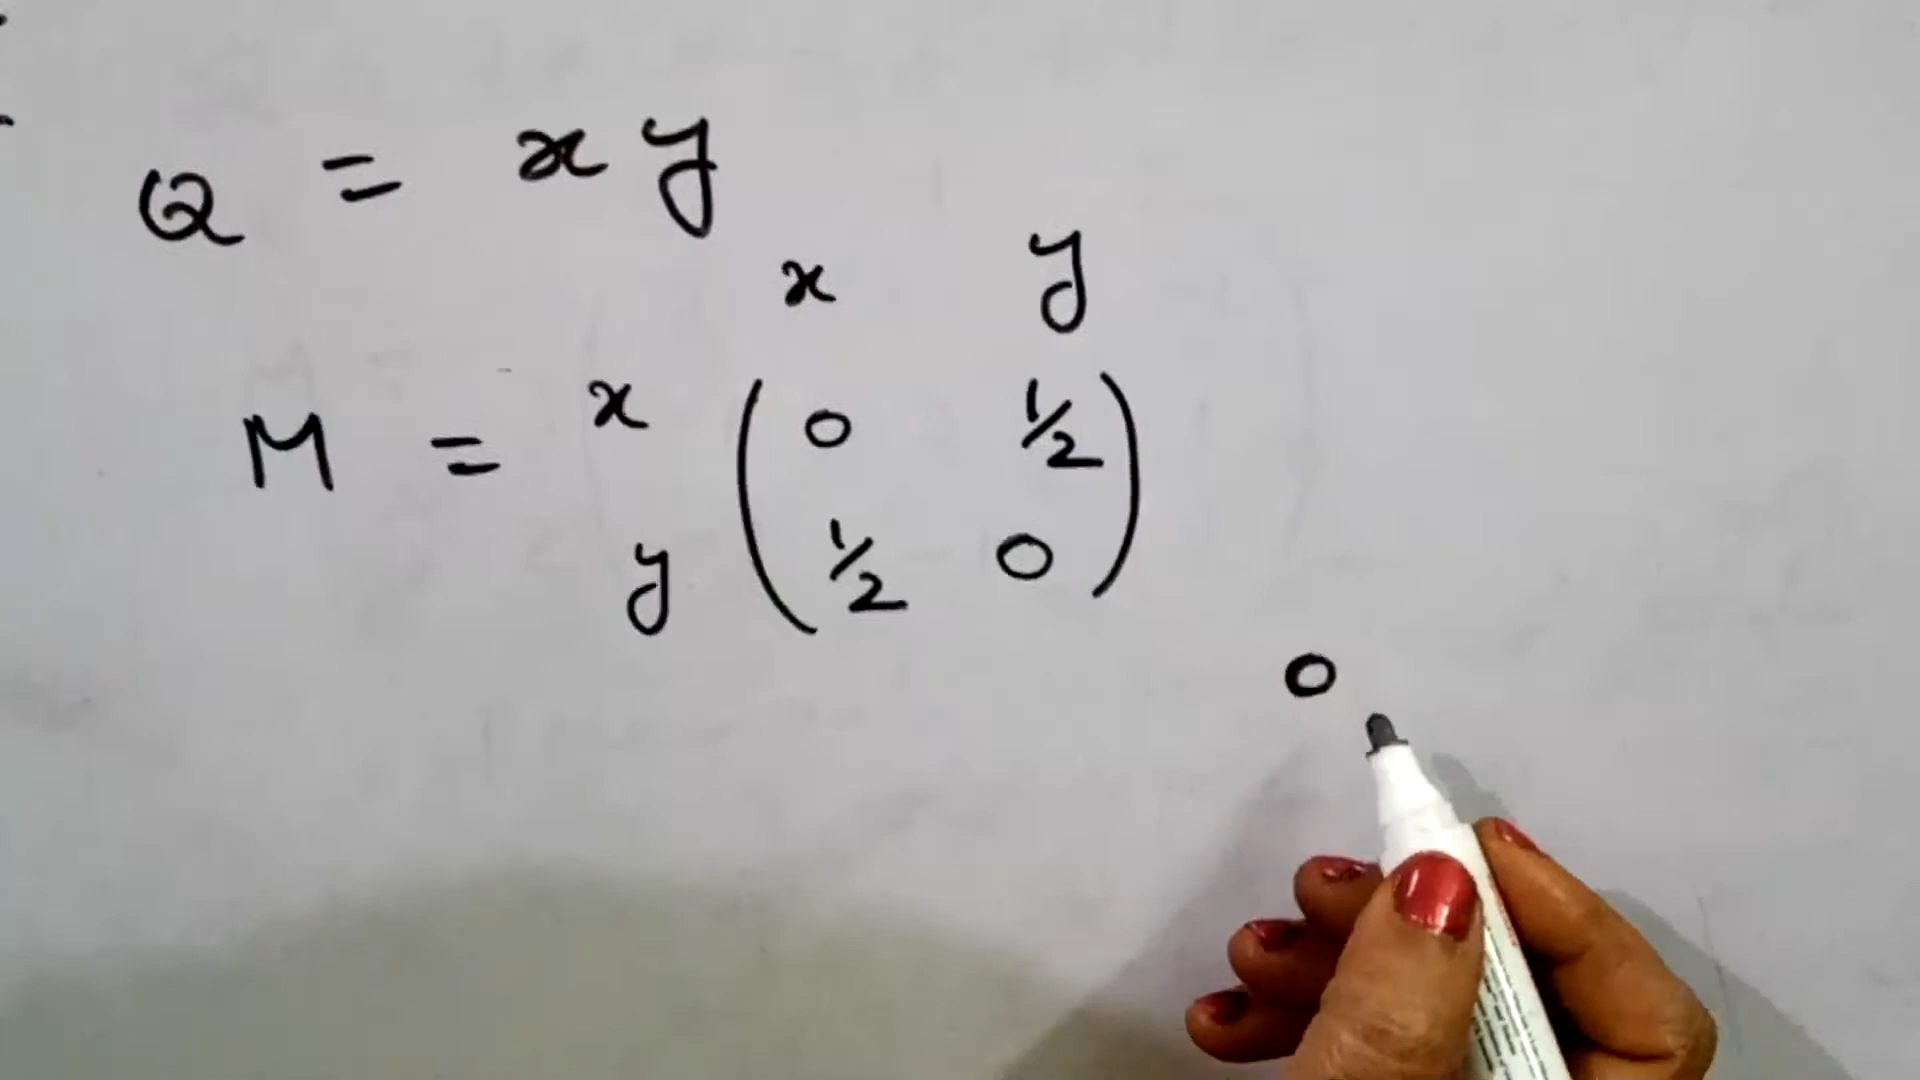 Q = xy
x y
M = x ( 0 1/2 )
y ( 1/2 0 )
0